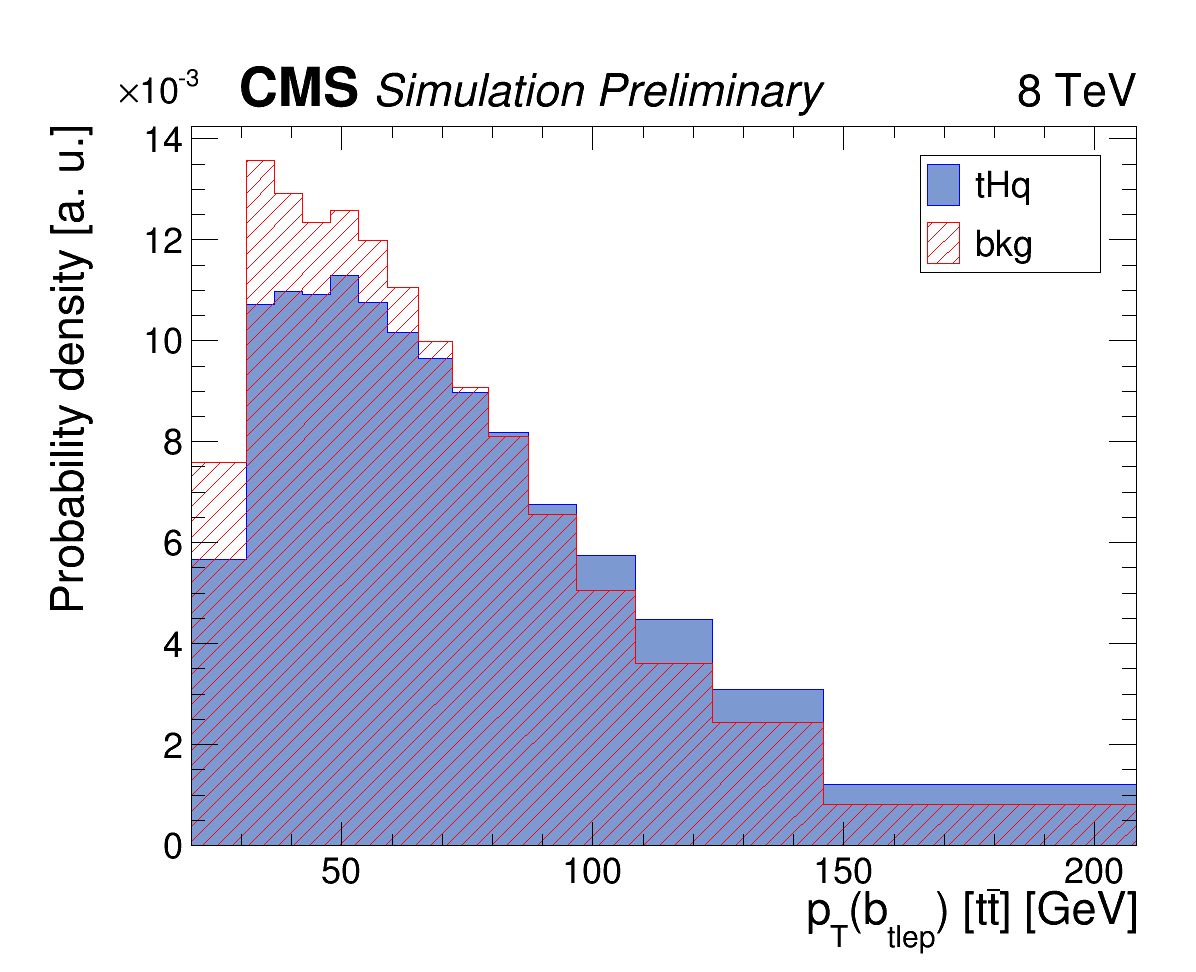 ×10⁻³ CMS Simulation Preliminary 8 TeV
Probability density [a. u.]
14
12
10
8
6
4
2
0
tHq
bkg
50 100 150 200
p_T(b_tlep) [tt̄] [GeV]